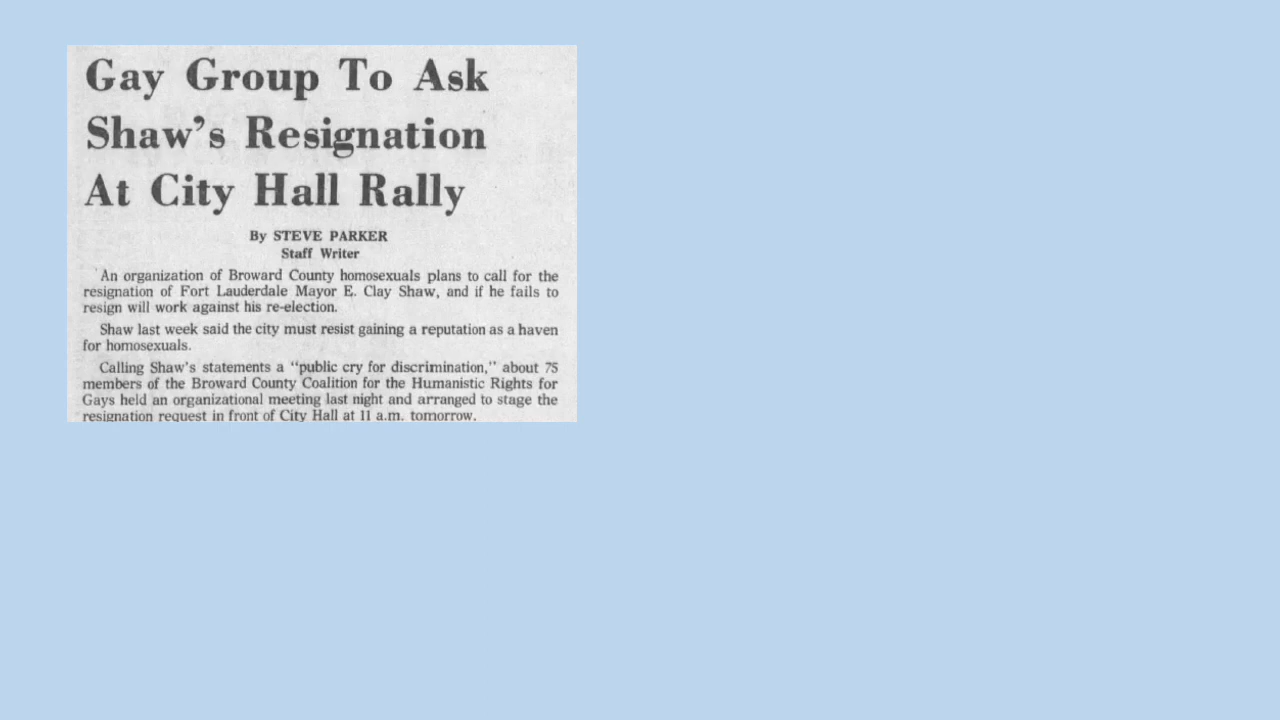 Gay Group To Ask
Shaw's Resignation
At City Hall Rally
By STEVE PARKER
Staff Writer
An organization of Broward County homosexuals plans to call for the
resignation of Fort Lauderdale Mayor E. Clay Shaw, and if he fails to
resign will work against his re-election.
Shaw last week said the city must resist gaining a reputation as a haven
for homosexuals.
Calling Shaw's statements a "public cry for discrimination," about 75
members of the Broward County Coalition for the Humanistic Rights for
Gays held an organizational meeting last night and arranged to stage the
resignation request in front of City Hall at 11 a.m. tomorrow.